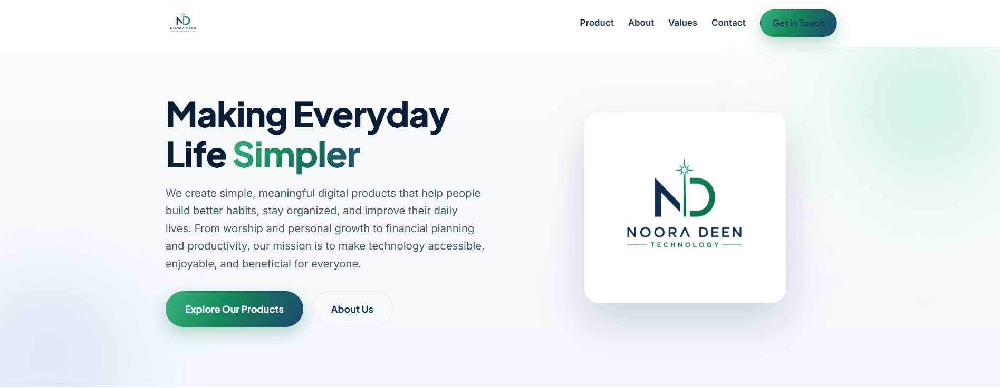 NOORA DEEN
TECHNOLOGY
Product
About
Values
Contact
Get in Touch
Making Everyday
Life Simpler
We create simple, meaningful digital products that help people
build better habits, stay organized, and improve their daily
lives. From worship and personal growth to financial planning
and productivity, our mission is to make technology accessible,
enjoyable, and beneficial for everyone.
Explore Our Products
About Us
ND
NOORA DEEN
TECHNOLOGY